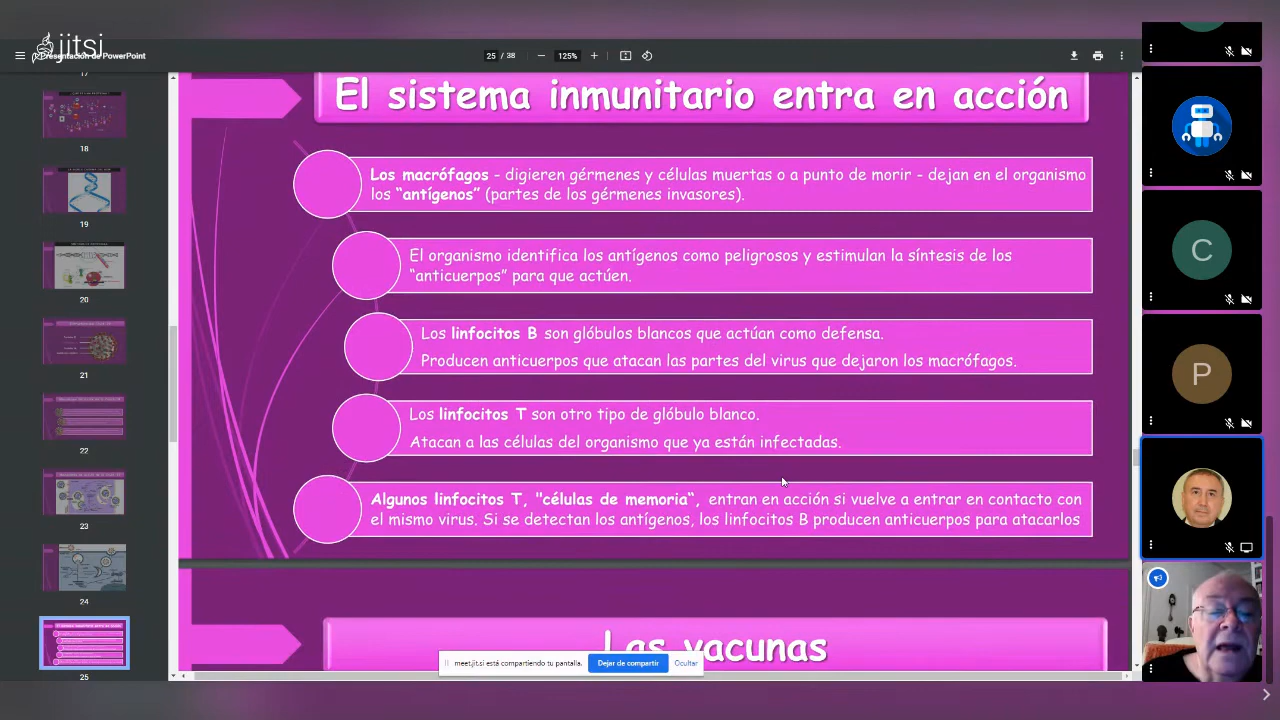 jitsi
Presentación de PowerPoint
25 / 38
125%
17
18
19
20
21
22
23
24
25
El sistema inmunitario entra en acción
Los macrófagos - digieren gérmenes y células muertas o a punto de morir - dejan en el organismo
los “antígenos” (partes de los gérmenes invasores).
El organismo identifica los antígenos como peligrosos y estimulan la síntesis de los
“anticuerpos” para que actúen.
Los linfocitos B son glóbulos blancos que actúan como defensa.
Producen anticuerpos que atacan las partes del virus que dejaron los macrófagos.
Los linfocitos T son otro tipo de glóbulo blanco.
Atacan a las células del organismo que ya están infectadas.
Algunos linfocitos T, "células de memoria“, entran en acción si vuelve a entrar en contacto con
el mismo virus. Si se detectan los antígenos, los linfocitos B producen anticuerpos para atacarlos
Las vacunas
meet.jit.si está compartiendo tu pantalla.
Dejar de compartir
Ocultar
C
P